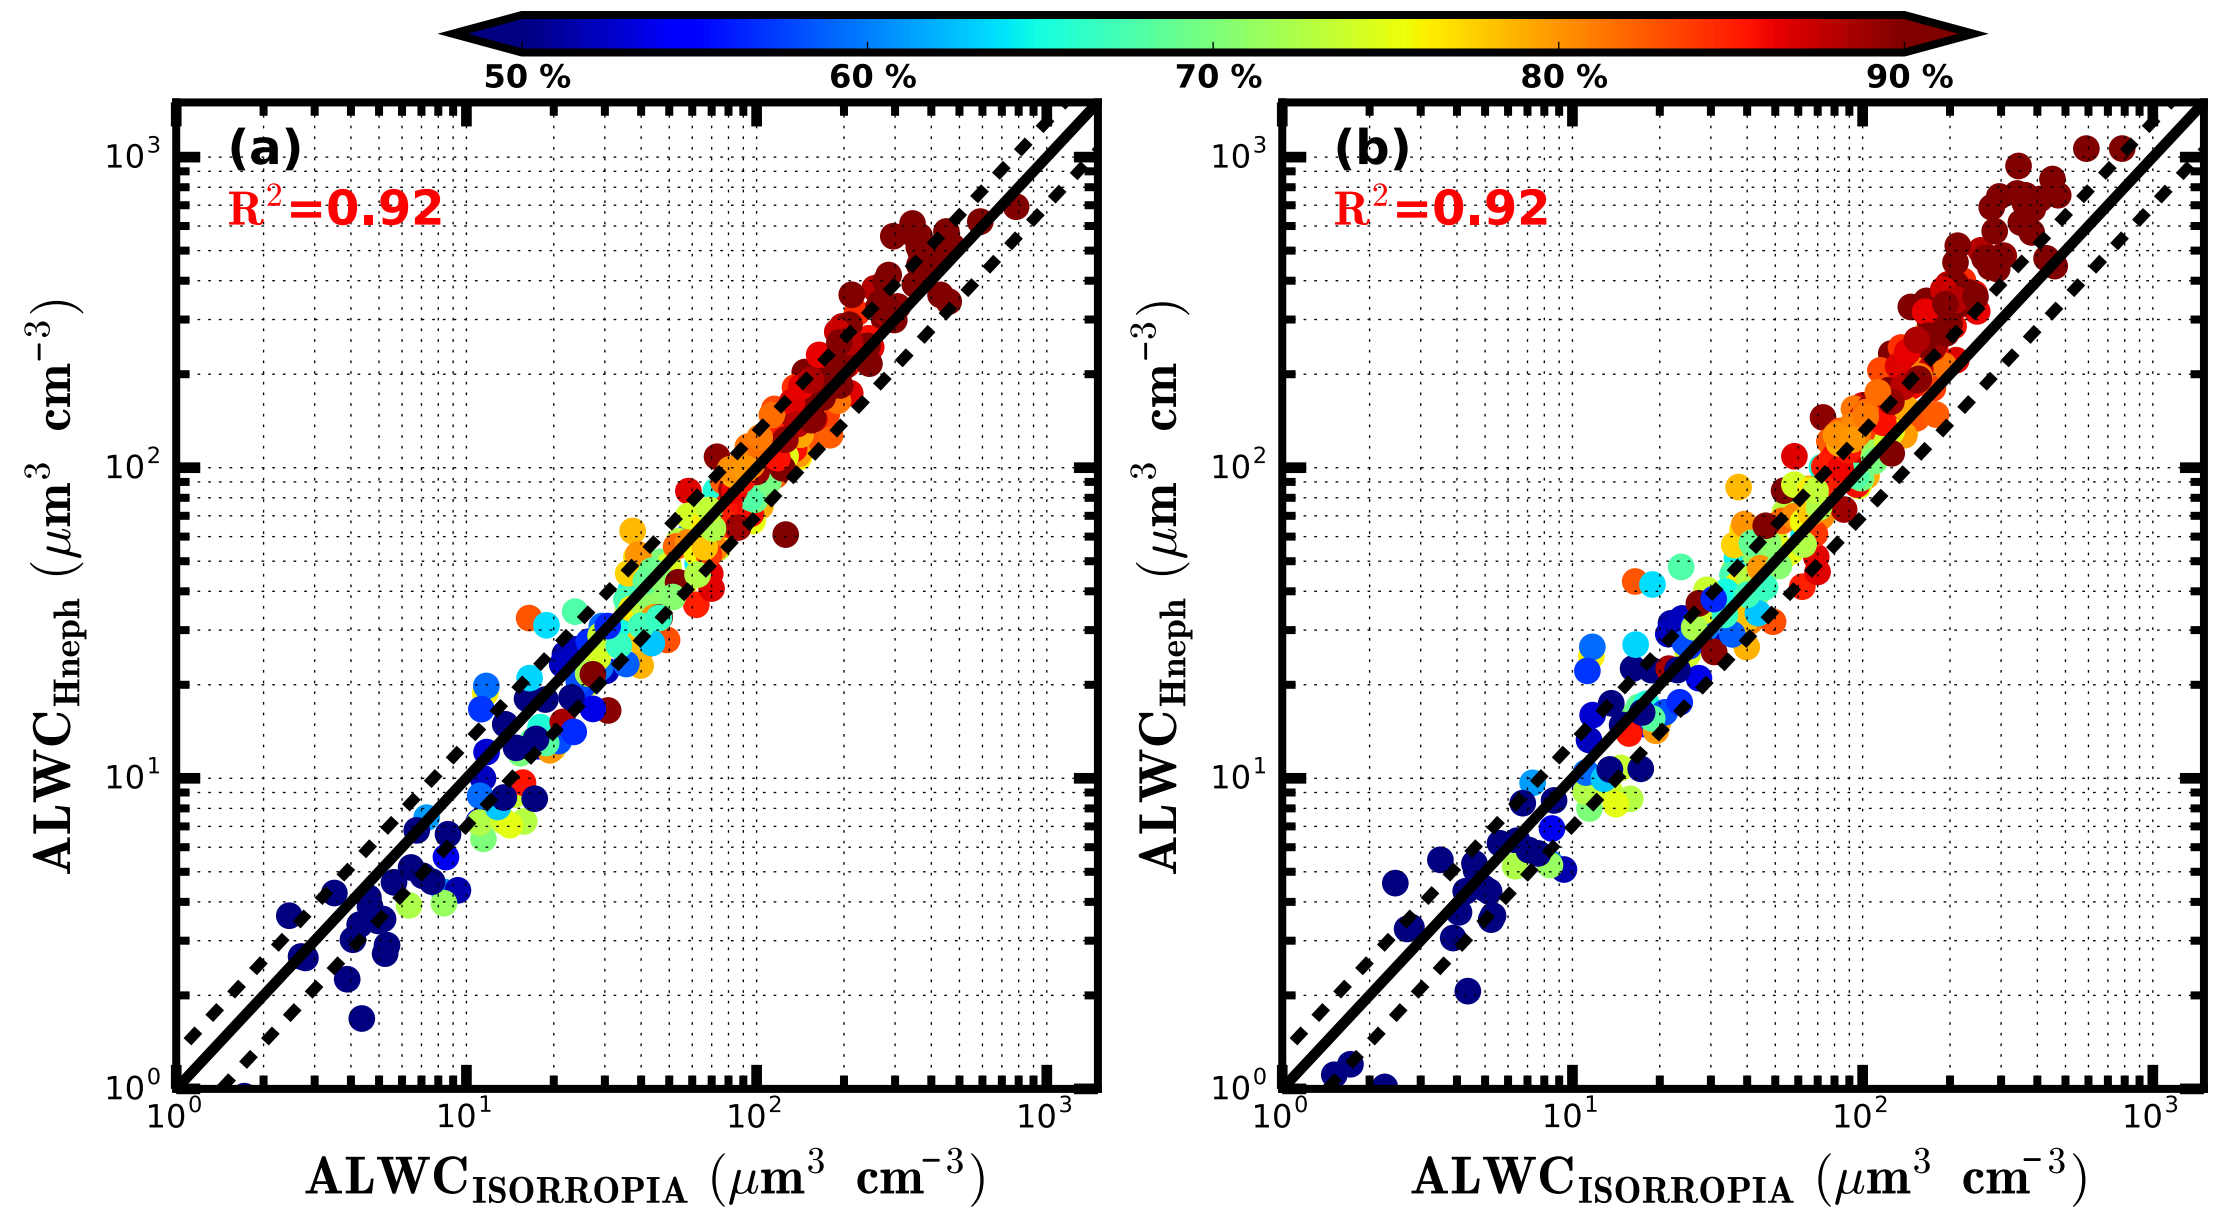 50 % 60 % 70 % 80 % 90 %
(a)
R²=0.92
10³
10²
10¹
10⁰
10⁰ 10¹ 10² 10³
ALWC_Hneph (μm³ cm⁻³)
ALWC_ISORROPIA (μm³ cm⁻³)
(b)
R²=0.92
10³
10²
10¹
10⁰
10⁰ 10¹ 10² 10³
ALWC_Hneph (μm³ cm⁻³)
ALWC_ISORROPIA (μm³ cm⁻³)